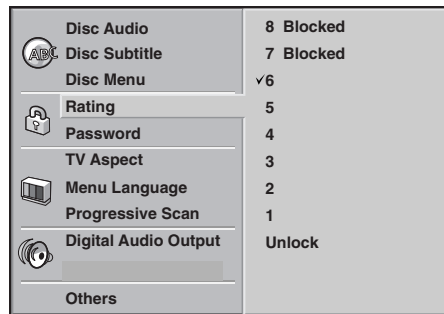 Disc Audio
Disc Subtitle
Disc Menu
Rating
Password
TV Aspect
Menu Language
Progressive Scan
Digital Audio Output
Others
8 Blocked
7 Blocked
✓6
5
4
3
2
1
Unlock
ABC